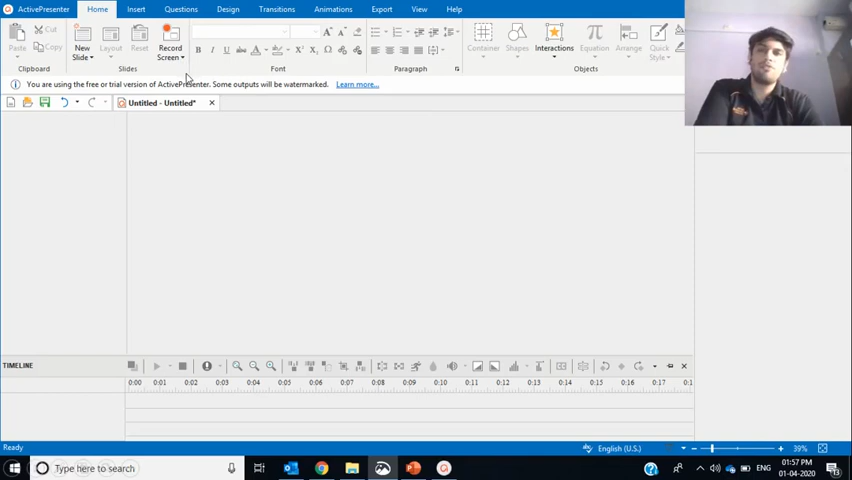 ActivePresenter Home Insert Questions Design Transitions Animations Export View Help
Paste Cut Copy New Slide Layout Reset Record Screen B I U abc A X₂ X² Ω Container Shapes Interactions Equation Arrange Quick Style
Clipboard Slides Font Paragraph Objects
You are using the free or trial version of ActivePresenter. Some outputs will be watermarked. Learn more...
Untitled - Untitled*
TIMELINE
0:00 0:01 0:02 0:03 0:04 0:05 0:06 0:07 0:08 0:09 0:10 0:11 0:12 0:13 0:14 0:15 0:16 0:17 0:1
Ready English (U.S.) 39%
Type here to search ENG 01:57 PM
01-04-2020